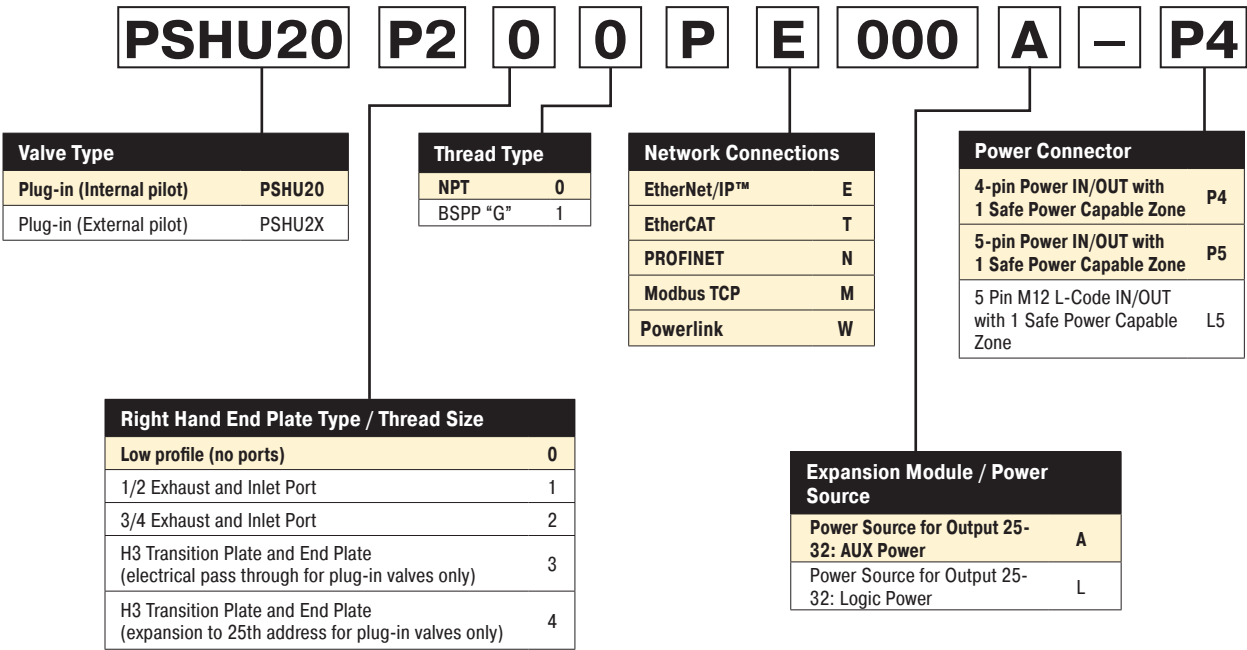 PSHU20 P2 0 0 P E 000 A – P4
Valve Type
Plug-in (Internal pilot) PSHU20
Plug-in (External pilot) PSHU2X
Thread Type
NPT 0
BSPP “G” 1
Network Connections
EtherNet/IP™ E
EtherCAT T
PROFINET N
Modbus TCP M
Powerlink W
Power Connector
4-pin Power IN/OUT with
1 Safe Power Capable Zone P4
5-pin Power IN/OUT with
1 Safe Power Capable Zone P5
5 Pin M12 L-Code IN/OUT
with 1 Safe Power Capable L5
Zone
Right Hand End Plate Type / Thread Size
Low profile (no ports) 0
1/2 Exhaust and Inlet Port 1
3/4 Exhaust and Inlet Port 2
H3 Transition Plate and End Plate
(electrical pass through for plug-in valves only) 3
H3 Transition Plate and End Plate
(expansion to 25th address for plug-in valves only) 4
Expansion Module / Power
Source
Power Source for Output 25-
32: AUX Power A
Power Source for Output 25-
32: Logic Power L